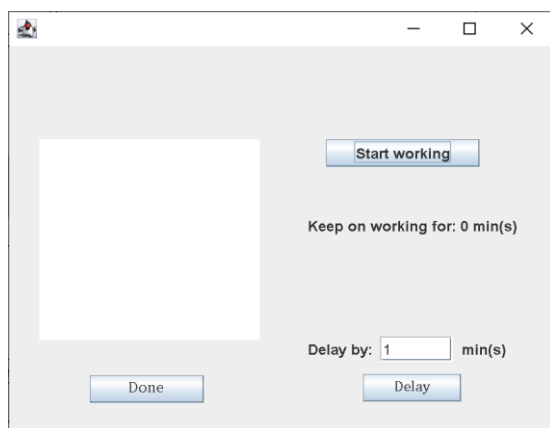 Start working
Keep on working for: 0 min(s)
Delay by: 1 min(s)
Done
Delay